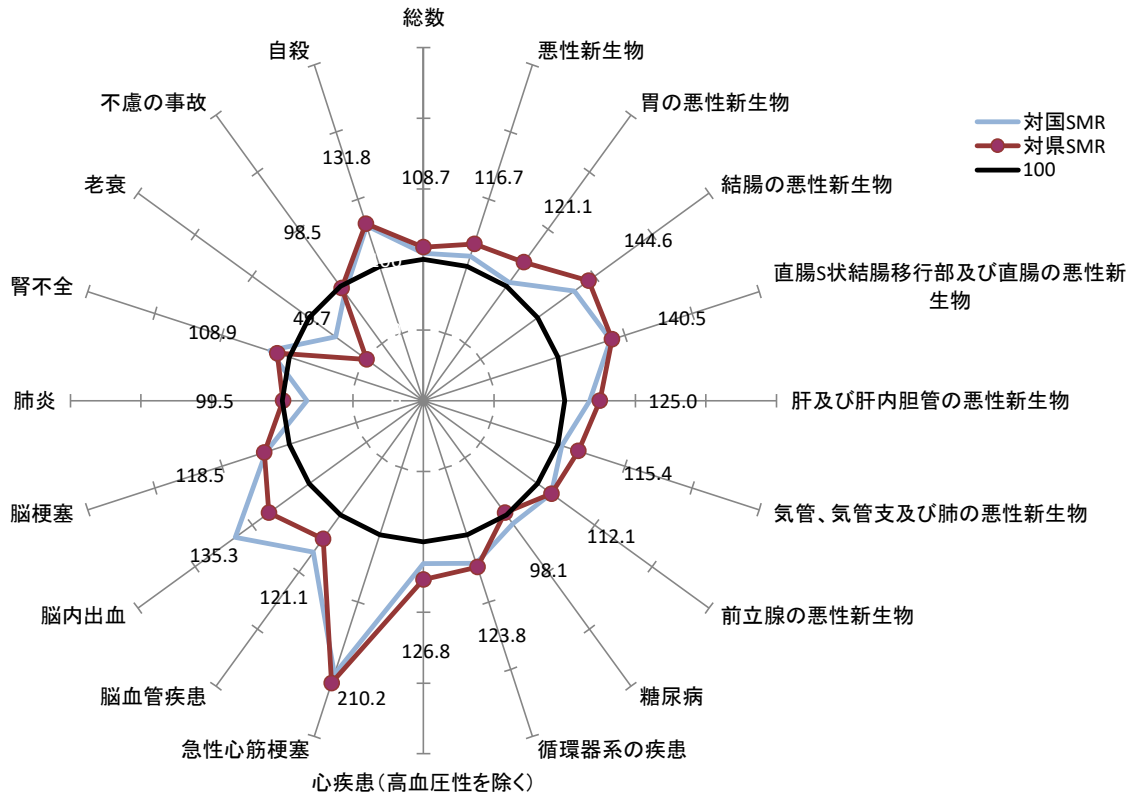 総数
自殺
悪性新生物
不慮の事故
胃の悪性新生物
対国SMR
対県SMR
100
131.8
108.7
116.7
老衰
結腸の悪性新生物
121.1
98.5
144.6
腎不全
直腸S状結腸移行部及び直腸の悪性新
生物
49.7
140.5
108.9
肺炎
99.5
125.0
肝及び肝内胆管の悪性新生物
118.5
115.4
脳梗塞
気管、気管支及び肺の悪性新生物
135.3
112.1
脳内出血
121.1
98.1
前立腺の悪性新生物
123.8
126.8
脳血管疾患
210.2
糖尿病
急性心筋梗塞
循環器系の疾患
心疾患(高血圧性を除く)